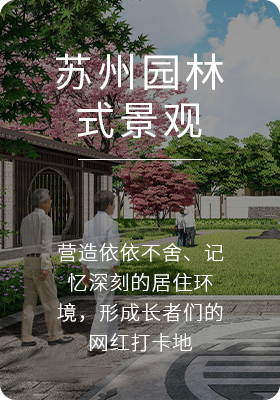 苏州园林
式景观
营造依依不舍、记
忆深刻的居住环
境，形成长者们的
网红打卡地